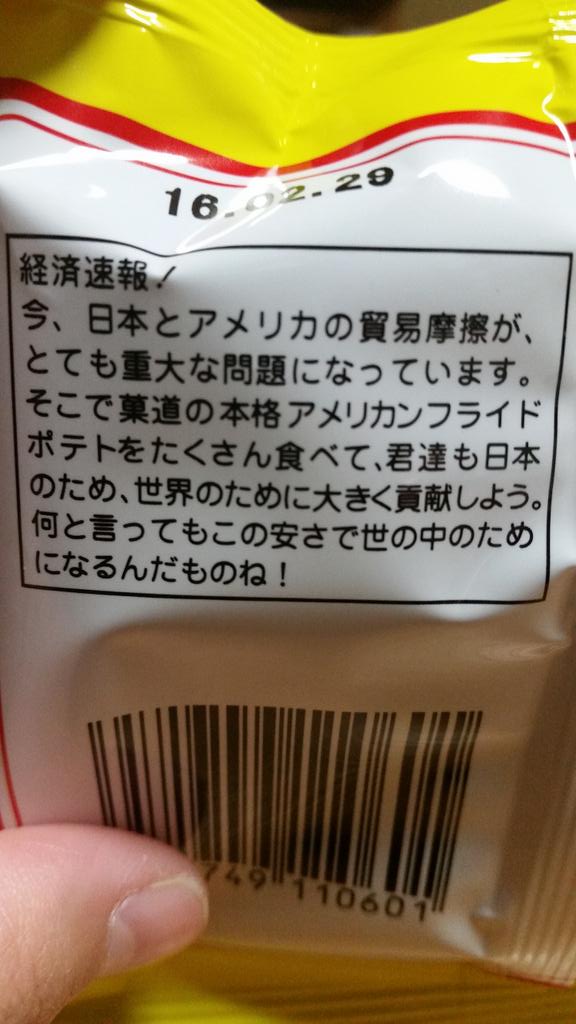 16.02.29
経済速報!
今、日本とアメリカの貿易摩擦が、
とても重大な問題になっています。
そこで菓道の本格アメリカンフライド
ポテトをたくさん食べて、君達も日本
のため、世界のために大きく貢献しよう。
何と言ってもこの安さで世の中のため
になるんだものね!
749 110601